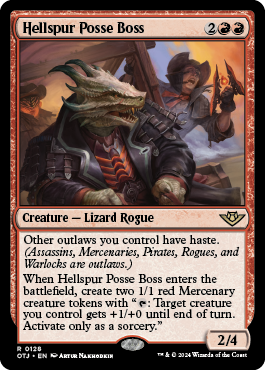 Hellspur Posse Boss 2RR
Creature — Lizard Rogue
Other outlaws you control have haste.
(Assassins, Mercenaries, Pirates, Rogues, and
Warlocks are outlaws.)
When Hellspur Posse Boss enters the
battlefield, create two 1/1 red Mercenary
creature tokens with “T: Target creature
you control gets +1/+0 until end of turn.
Activate only as a sorcery.”
2/4
R 0128
OTJ • EN Artur Nakhodkin
™ & © 2024 Wizards of the Coast